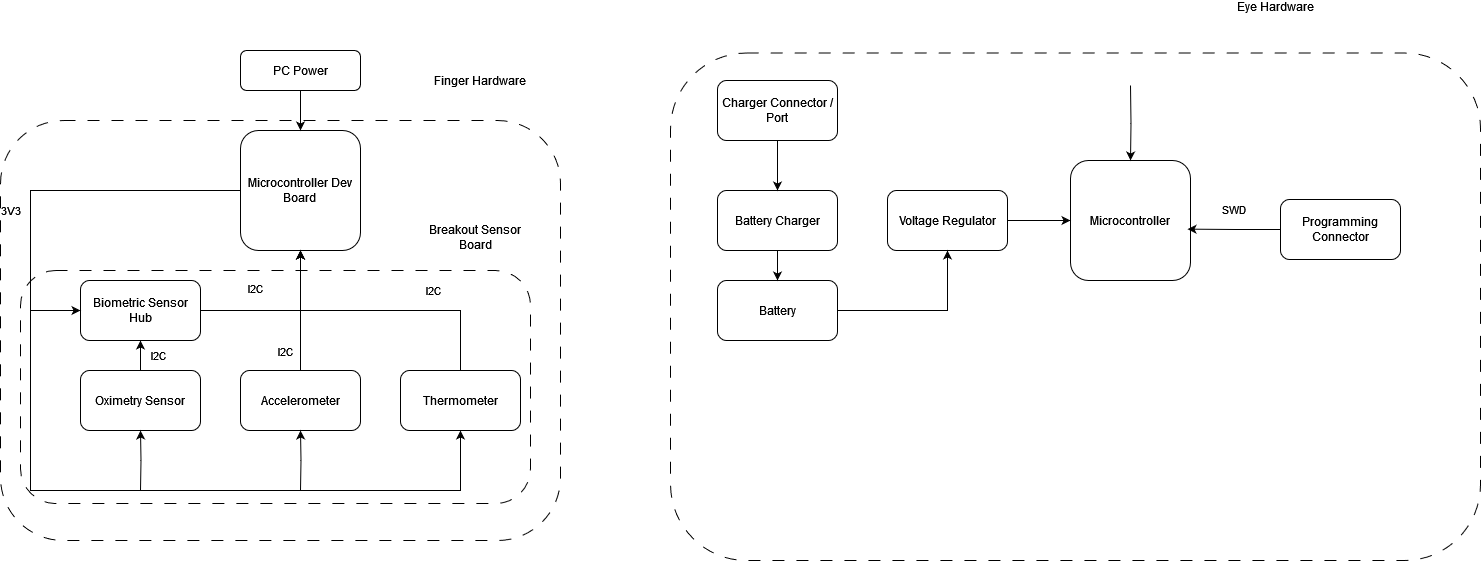 Eye Hardware
PC Power
Finger Hardware
Microcontroller Dev
Board
3V3
Breakout Sensor
Board
Biometric Sensor
Hub
I2C
I2C
I2C
I2C
Oximetry Sensor
Accelerometer
Thermometer
Charger Connector /
Port
Battery Charger
Battery
Voltage Regulator
Microcontroller
SWD
Programming
Connector